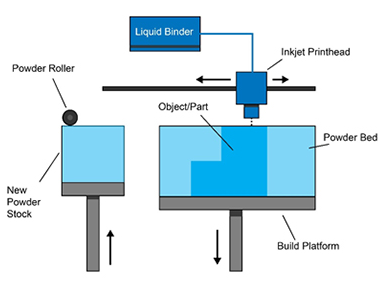 Liquid Binder
Inkjet Printhead
Powder Roller
Object/Part
Powder Bed
New
Powder
Stock
Build Platform